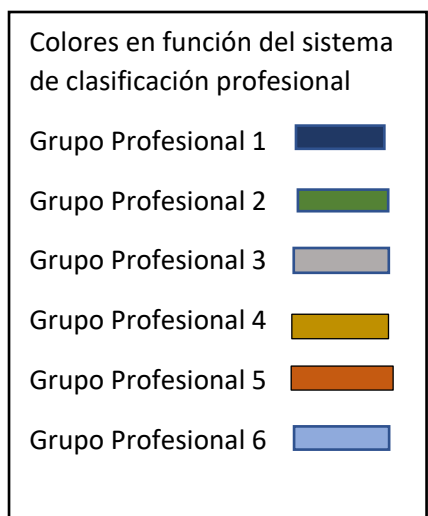 Colores en función del sistema
de clasificación profesional
Grupo Profesional 1
Grupo Profesional 2
Grupo Profesional 3
Grupo Profesional 4
Grupo Profesional 5
Grupo Profesional 6